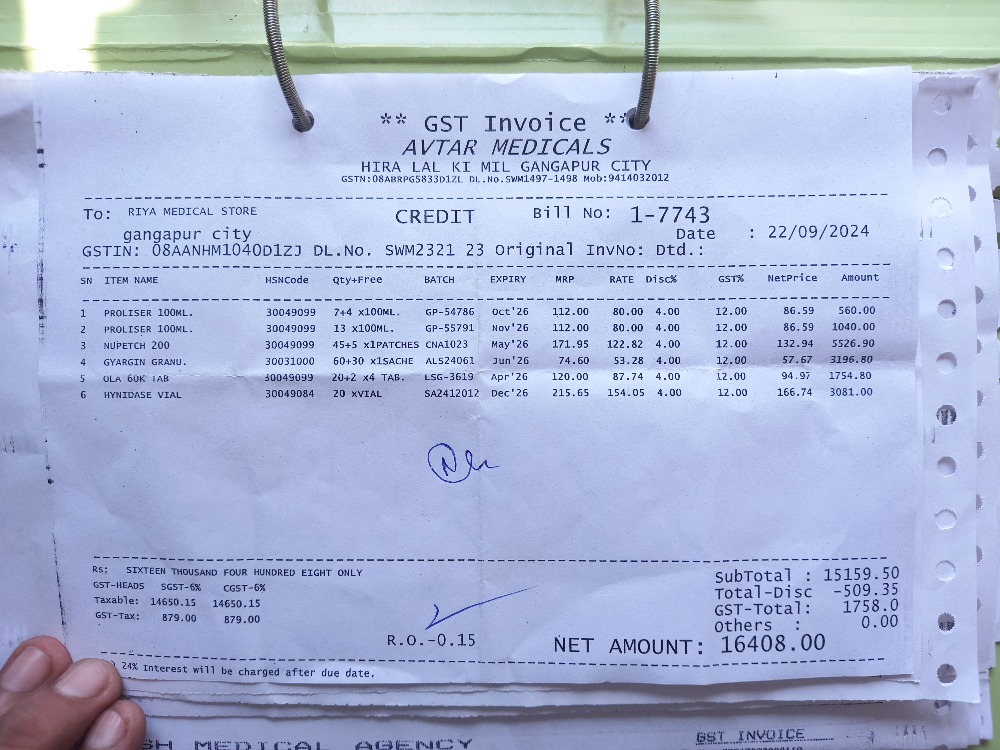 ** GST Invoice **
AVTAR MEDICALS
HIRA LAL KI MIL GANGAPUR CITY
GSTN:08ABRPG5833D1ZL DL.No.SWM1497-1498 Mob:9414032012
To: RIYA MEDICAL STORE CREDIT Bill No: 1-7743
gangapur city Date : 22/09/2024
GSTIN: 08AANHM1040D1ZJ DL.No. SWM2321 23 Original InvNo: Dtd.:
SN ITEM NAME HSNCode Qty+Free BATCH EXPIRY MRP RATE Disc% GST% NetPrice Amount
1 PROLISER 100ML. 30049099 7+4 x100ML. GP-54786 Oct'26 112.00 80.00 4.00 12.00 86.59 560.00
2 PROLISER 100ML. 30049099 13 x100ML. GP-55791 Nov'26 112.00 80.00 4.00 12.00 86.59 1040.00
3 NUPETCH 200 30049099 45+5 x1PATCHES CNA1023 May'26 171.95 122.82 4.00 12.00 132.94 5526.90
4 GYARGIN GRANU. 30031000 60+30 x1SACHE ALS24061 Jun'26 74.60 53.28 4.00 12.00 57.67 3196.80
5 OLA 60K TAB 30049099 20+2 x4 TAB. LSG-3619 Apr'26 120.00 87.74 4.00 12.00 94.97 1754.80
6 HYNIDASE VIAL 30049084 20 xVIAL SA2412012 Dec'26 215.65 154.05 4.00 12.00 166.74 3081.00
Rs: SIXTEEN THOUSAND FOUR HUNDRED EIGHT ONLY
GST-HEADS SGST-6% CGST-6%
Taxable: 14650.15 14650.15
GST-Tax: 879.00 879.00
R.O.-0.15
SubTotal : 15159.50
Total-Disc -509.35
GST-Total: 1758.0
Others : 0.00
NET AMOUNT: 16408.00
24% Interest will be charged after due date.
SH MEDICAL AGENCY
GST INVOICE